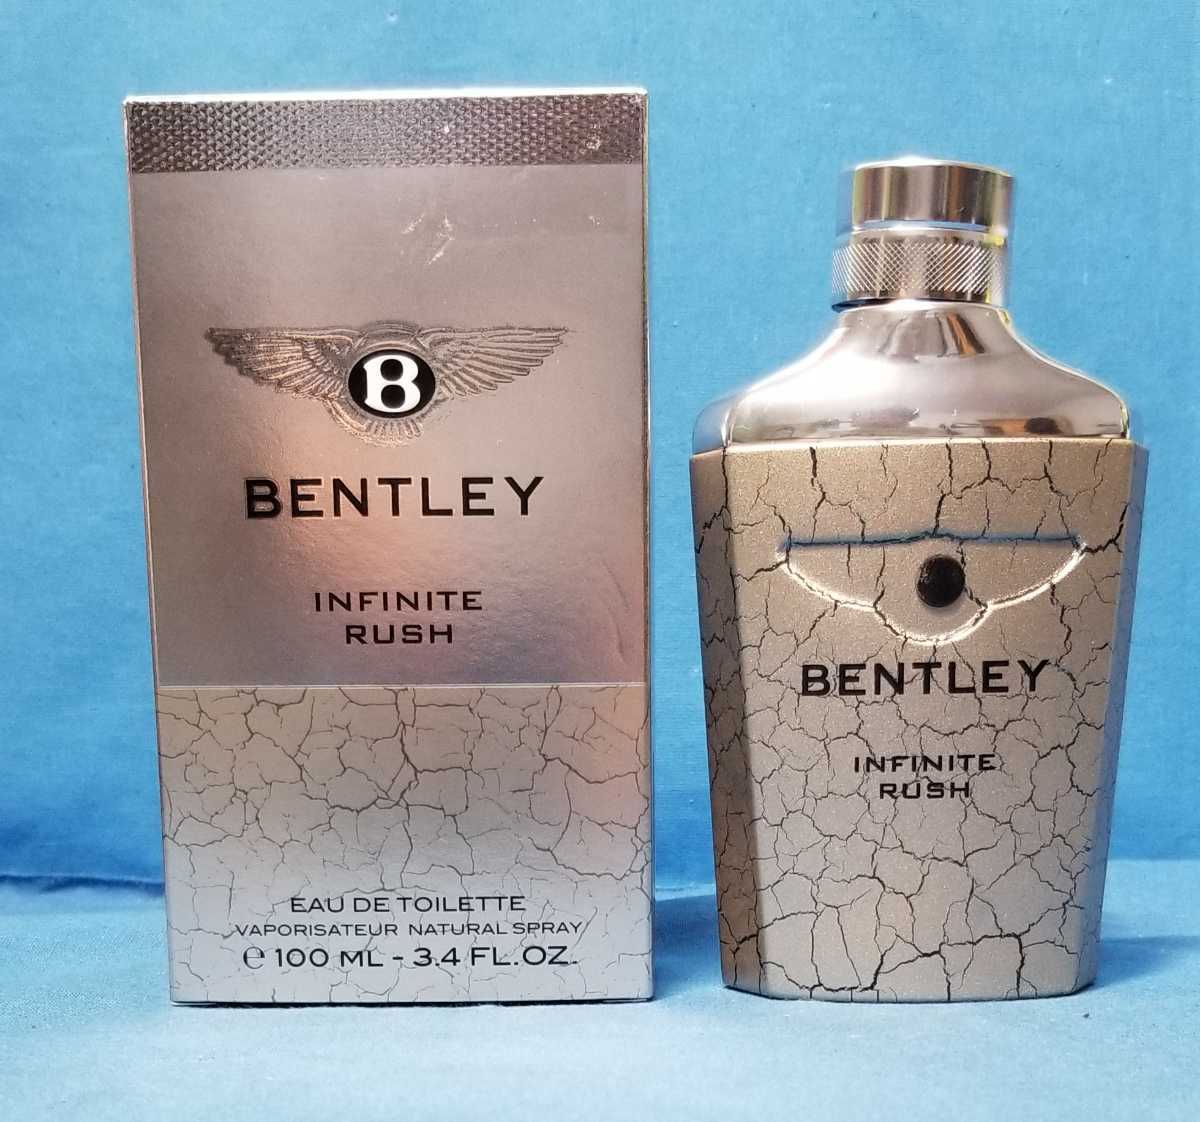 B
BENTLEY
INFINITE
RUSH
EAU DE TOILETTE
VAPORISATEUR NATURAL SPRAY
℮ 100 ML - 3.4 FL.OZ.
BENTLEY
INFINITE
RUSH